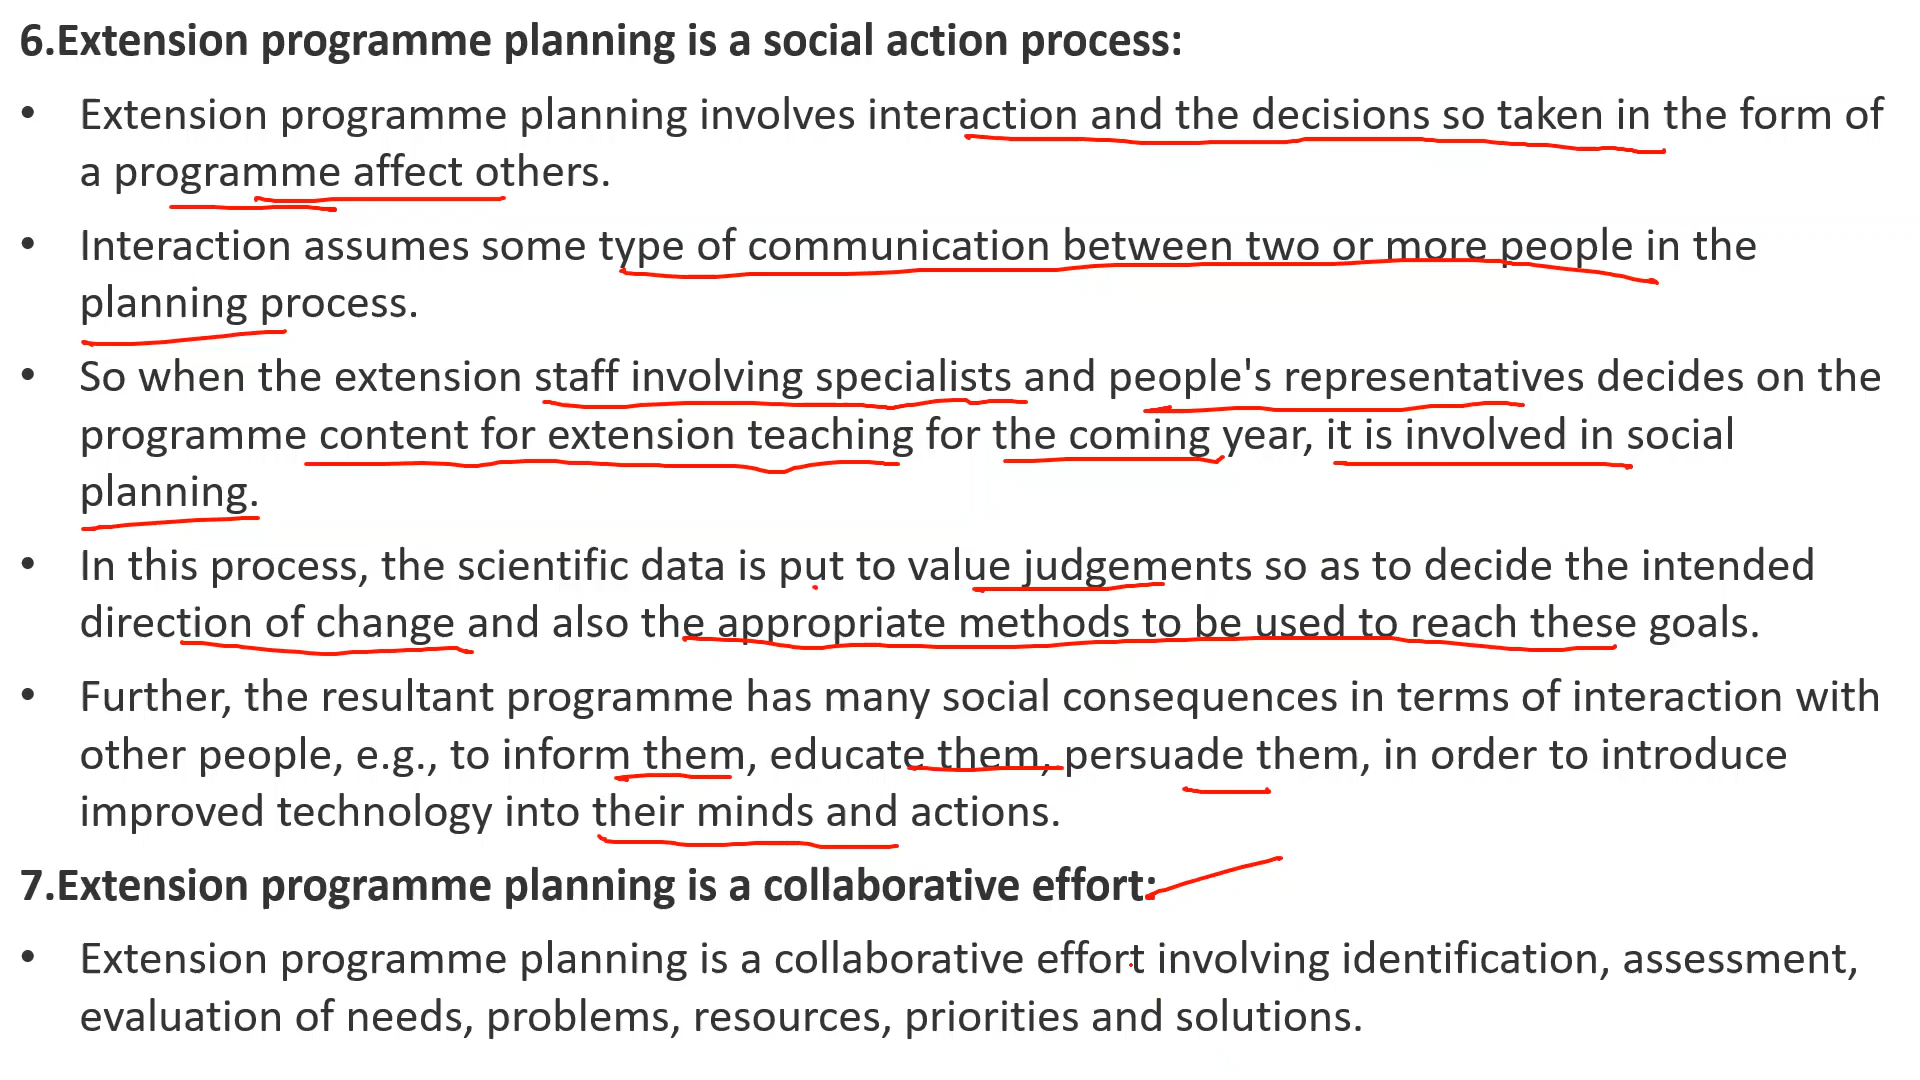 6.Extension programme planning is a social action process:
• Extension programme planning involves interaction and the decisions so taken in the form of
a programme affect others.
• Interaction assumes some type of communication between two or more people in the
planning process.
• So when the extension staff involving specialists and people's representatives decides on the
programme content for extension teaching for the coming year, it is involved in social
planning.
• In this process, the scientific data is put to value judgements so as to decide the intended
direction of change and also the appropriate methods to be used to reach these goals.
• Further, the resultant programme has many social consequences in terms of interaction with
other people, e.g., to inform them, educate them, persuade them, in order to introduce
improved technology into their minds and actions.
7.Extension programme planning is a collaborative effort:
• Extension programme planning is a collaborative effort involving identification, assessment,
evaluation of needs, problems, resources, priorities and solutions.